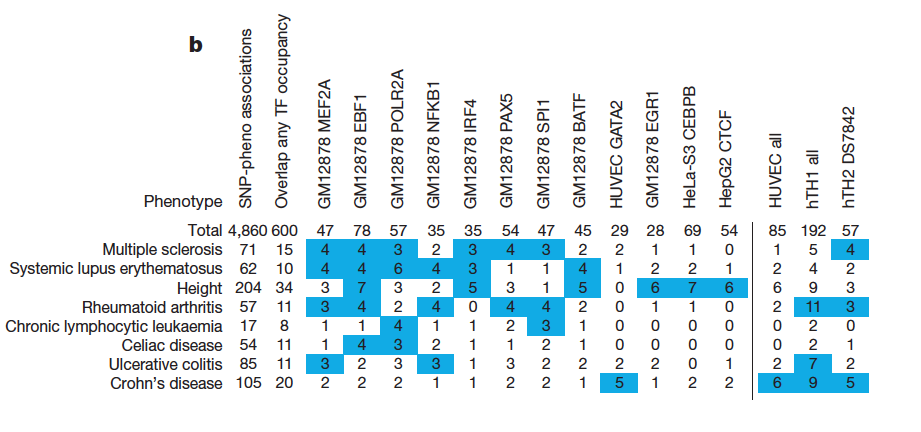 b
Phenotype SNP-pheno associations Overlap any TF occupancy GM12878 MEF2A GM12878 EBF1 GM12878 POLR2A GM12878 NFKB1 GM12878 IRF4 GM12878 PAX5 GM12878 SPI1 GM12878 BATF HUVEC GATA2 GM12878 EGR1 HeLa-S3 CEBPB HepG2 CTCF HUVEC all hTH1 all hTH2 DS7842
Total 4,860 600 47 78 57 35 35 54 47 45 29 28 69 54 85 192 57
Multiple sclerosis 71 15 4 4 3 2 3 4 3 2 2 1 1 0 1 5 4
Systemic lupus erythematosus 62 10 4 4 6 4 3 1 1 4 1 2 2 1 2 4 2
Height 204 34 3 7 3 2 5 3 1 5 0 6 7 6 6 9 3
Rheumatoid arthritis 57 11 3 4 2 4 0 4 4 2 0 1 1 0 2 11 3
Chronic lymphocytic leukaemia 17 8 1 1 4 1 1 2 3 1 0 0 0 0 0 2 0
Celiac disease 54 11 1 4 3 2 1 1 2 1 0 0 0 0 0 2 1
Ulcerative colitis 85 11 3 2 3 3 1 3 2 2 2 2 0 1 2 7 2
Crohn's disease 105 20 2 2 2 1 1 2 2 1 5 1 2 2 6 9 5